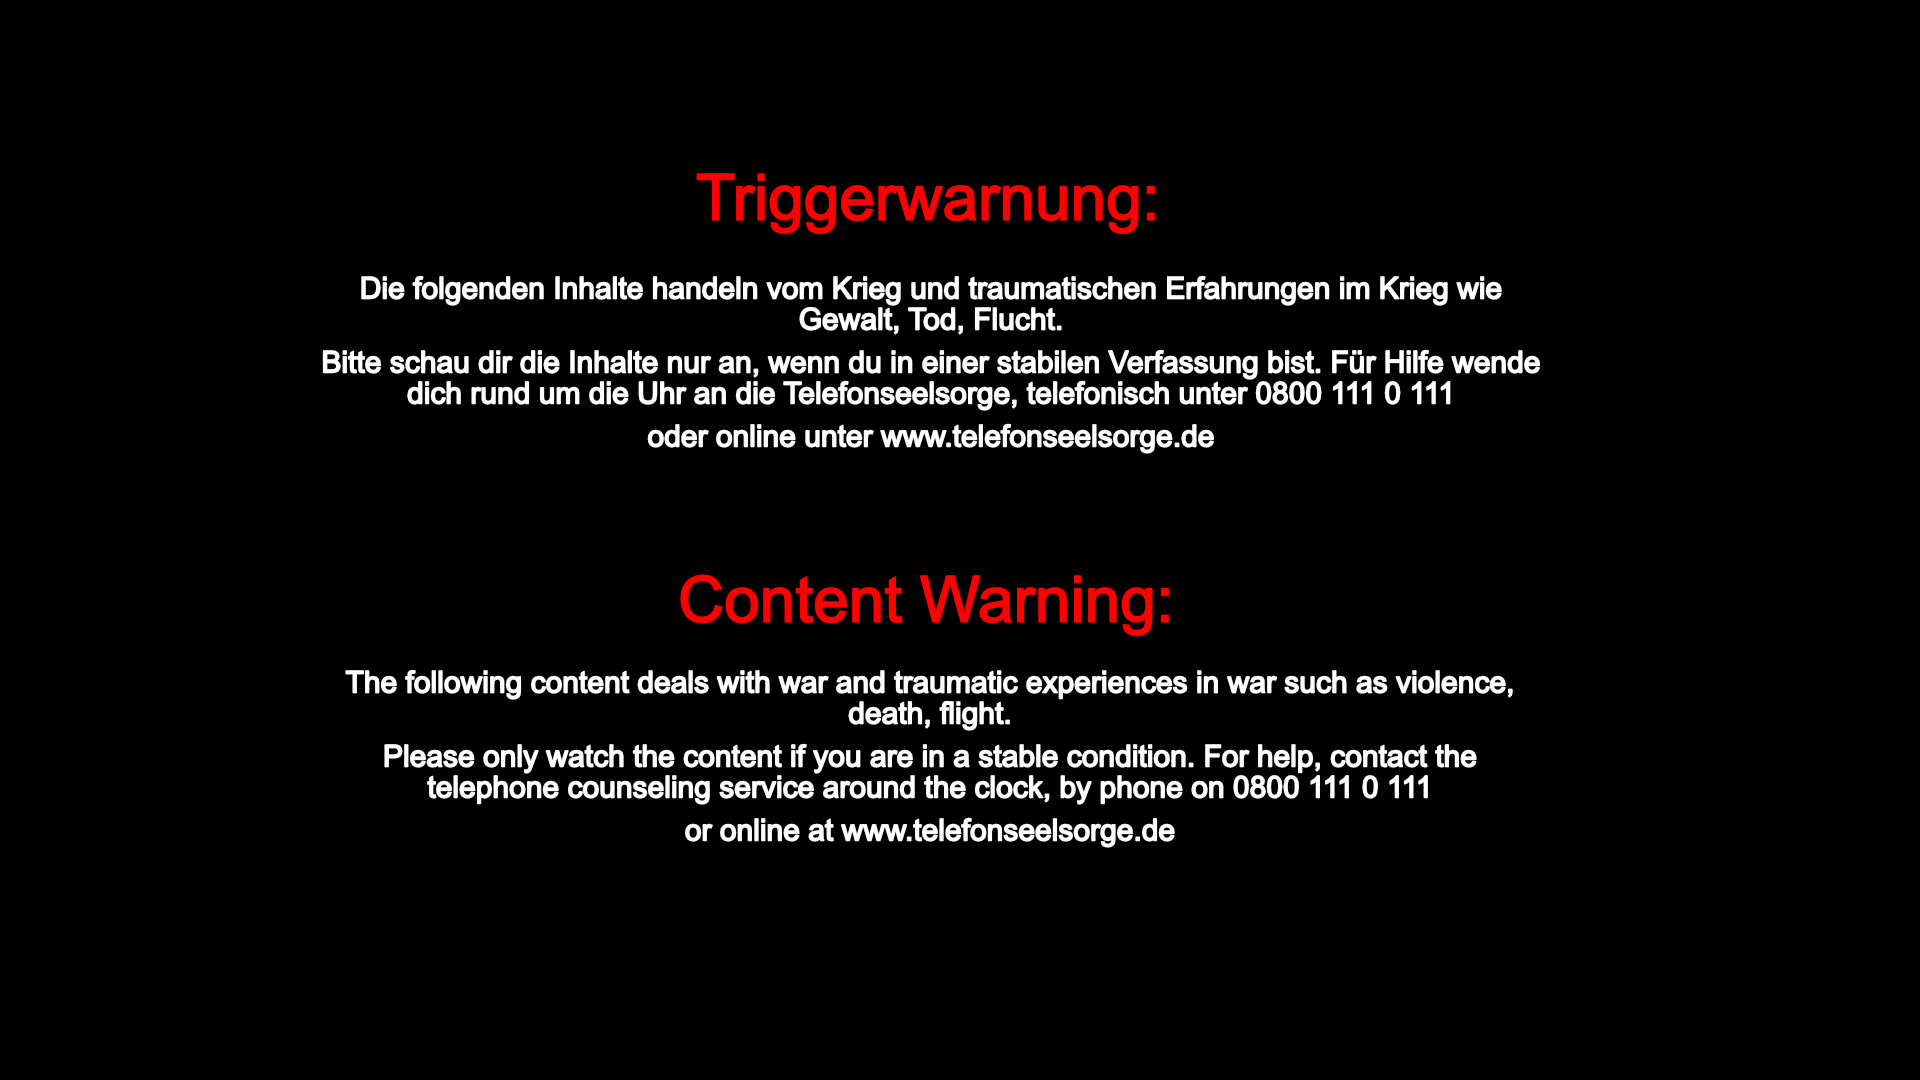 Triggerwarnung:
Die folgenden Inhalte handeln vom Krieg und traumatischen Erfahrungen im Krieg wie
Gewalt, Tod, Flucht.
Bitte schau dir die Inhalte nur an, wenn du in einer stabilen Verfassung bist. Für Hilfe wende
dich rund um die Uhr an die Telefonseelsorge, telefonisch unter 0800 111 0 111
oder online unter www.telefonseelsorge.de
Content Warning:
The following content deals with war and traumatic experiences in war such as violence,
death, flight.
Please only watch the content if you are in a stable condition. For help, contact the
telephone counseling service around the clock, by phone on 0800 111 0 111
or online at www.telefonseelsorge.de